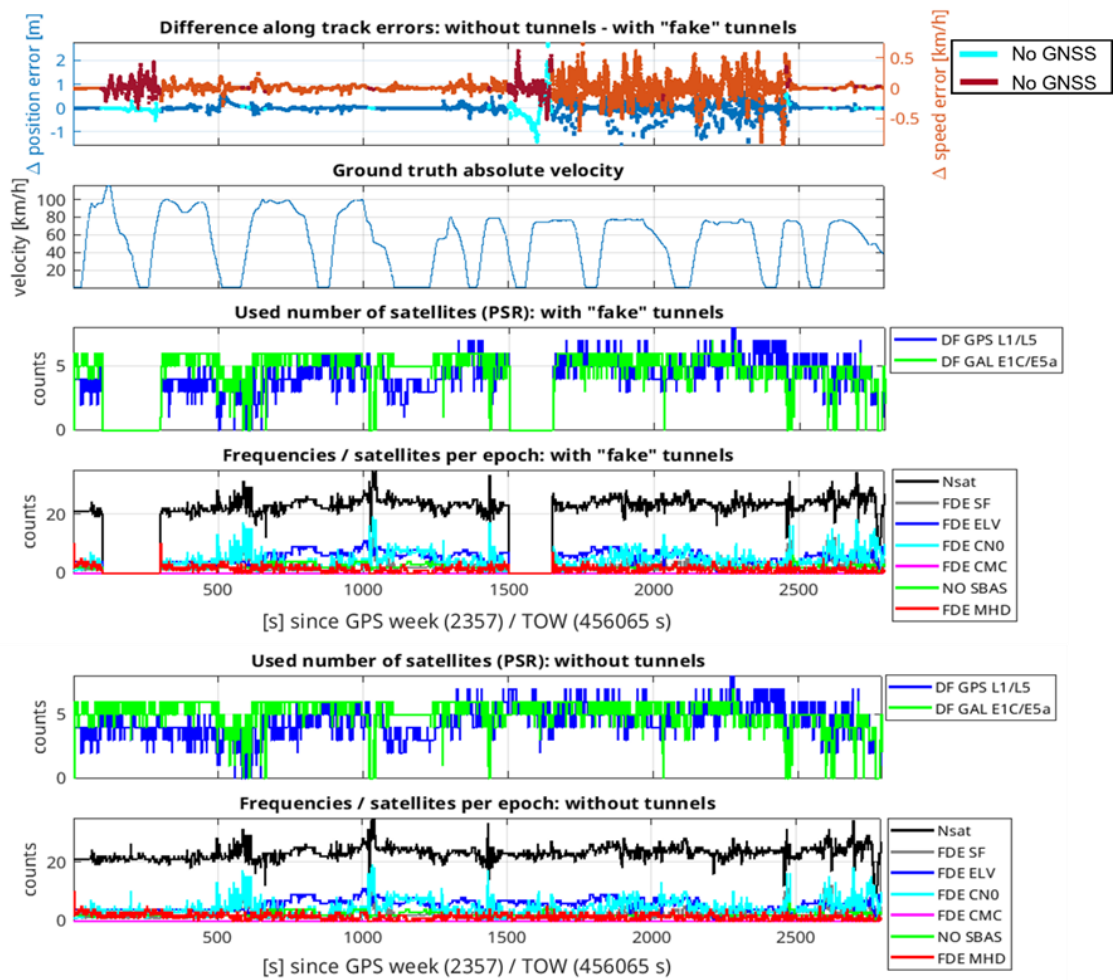 Difference along track errors: without tunnels - with "fake" tunnels
Δ position error [m]
2
1
0
-1
0.5
0
-0.5
Δ speed error [km/h]
No GNSS
No GNSS
Ground truth absolute velocity
velocity [km/h]
100
80
60
40
20
Used number of satellites (PSR): with "fake" tunnels
counts
5
0
DF GPS L1/L5
DF GAL E1C/E5a
Frequencies / satellites per epoch: with "fake" tunnels
counts
20
0
500 1000 1500 2000 2500
[s] since GPS week (2357) / TOW (456065 s)
Nsat
FDE SF
FDE ELV
FDE CN0
FDE CMC
NO SBAS
FDE MHD
Used number of satellites (PSR): without tunnels
counts
5
0
DF GPS L1/L5
DF GAL E1C/E5a
Frequencies / satellites per epoch: without tunnels
counts
20
0
500 1000 1500 2000 2500
[s] since GPS week (2357) / TOW (456065 s)
Nsat
FDE SF
FDE ELV
FDE CN0
FDE CMC
NO SBAS
FDE MHD